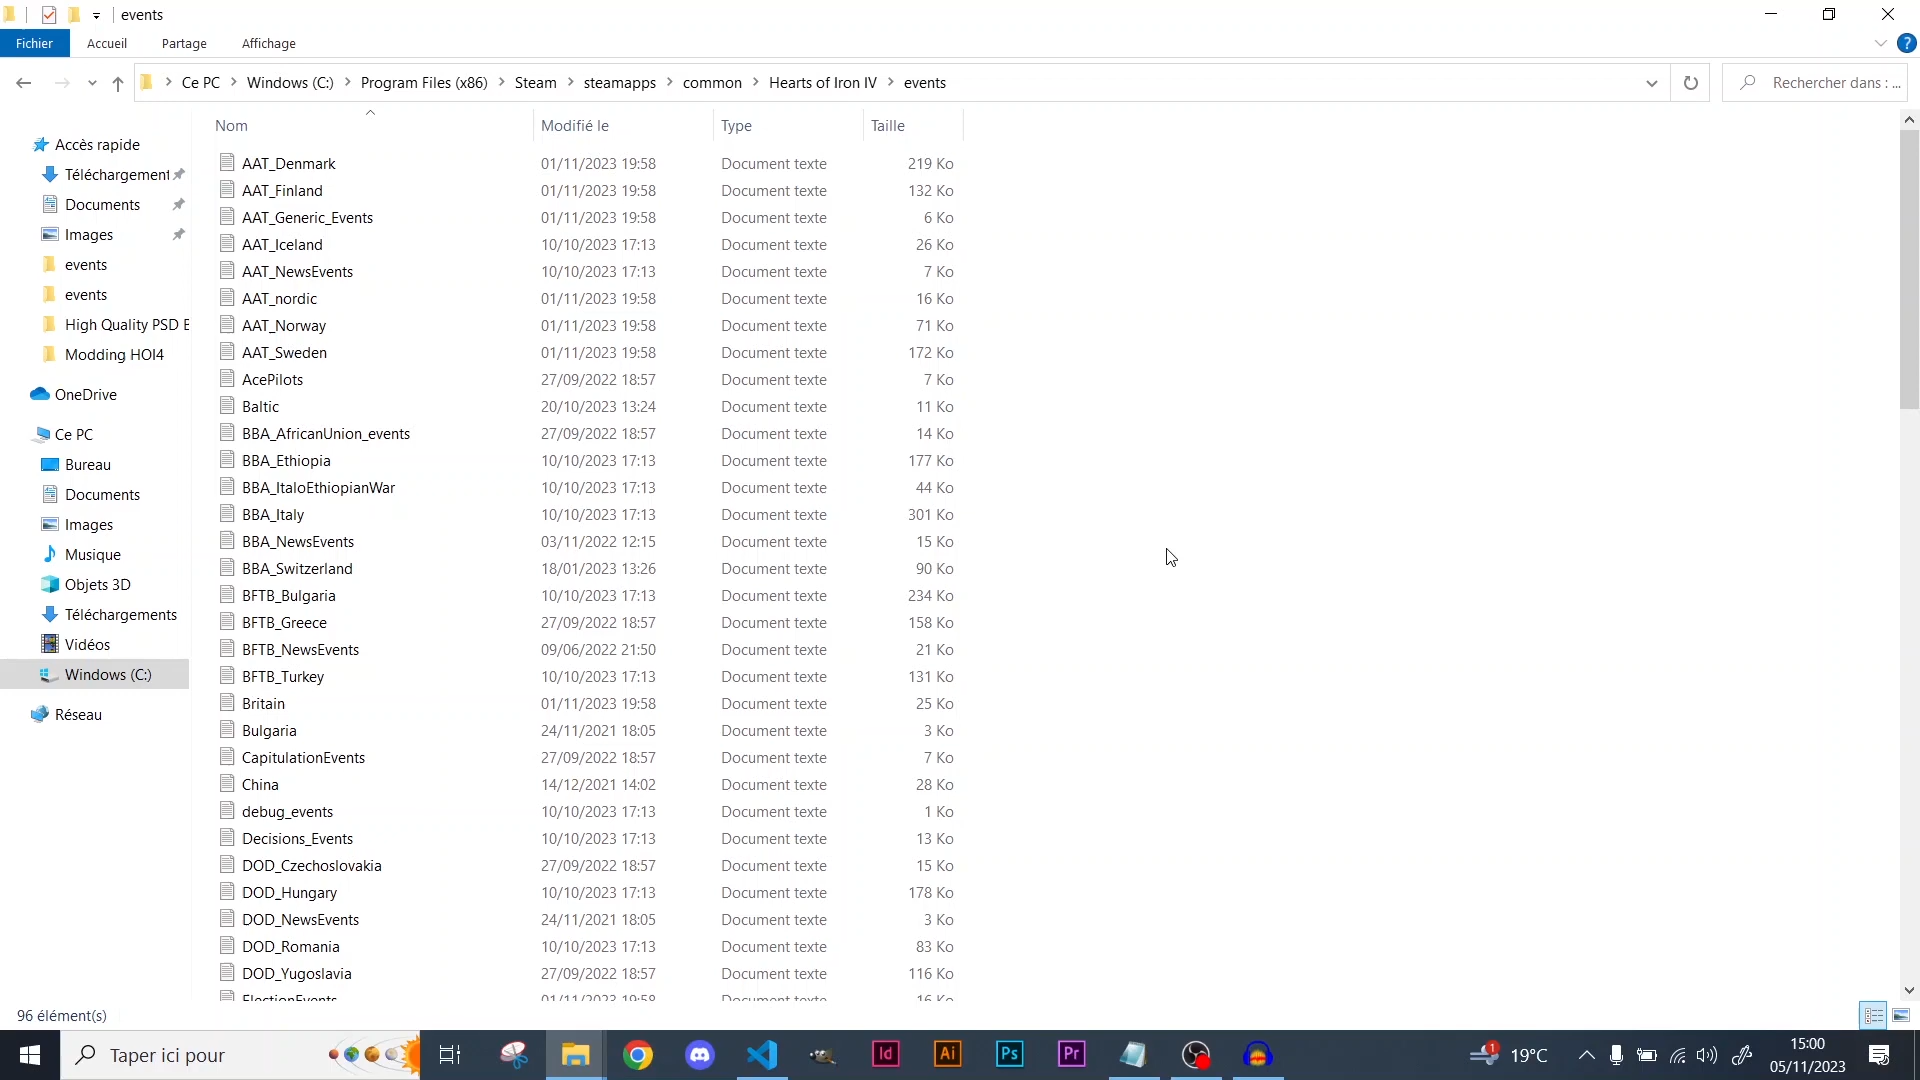 events
Fichier Accueil Partage Affichage
Ce PC Windows (C:) Program Files (x86) Steam steamapps common Hearts of Iron IV events
Rechercher dans : ...
Nom Modifié le Type Taille
Accès rapide
Téléchargement
Documents
Images
events
events
High Quality PSD E
Modding HOI4
OneDrive
Ce PC
Bureau
Documents
Images
Musique
Objets 3D
Téléchargements
Vidéos
Windows (C:)
Réseau
AAT_Denmark 01/11/2023 19:58 Document texte 219 Ko
AAT_Finland 01/11/2023 19:58 Document texte 132 Ko
AAT_Generic_Events 01/11/2023 19:58 Document texte 6 Ko
AAT_Iceland 10/10/2023 17:13 Document texte 26 Ko
AAT_NewsEvents 10/10/2023 17:13 Document texte 7 Ko
AAT_nordic 01/11/2023 19:58 Document texte 16 Ko
AAT_Norway 01/11/2023 19:58 Document texte 71 Ko
AAT_Sweden 01/11/2023 19:58 Document texte 172 Ko
AcePilots 27/09/2022 18:57 Document texte 7 Ko
Baltic 20/10/2023 13:24 Document texte 11 Ko
BBA_AfricanUnion_events 27/09/2022 18:57 Document texte 14 Ko
BBA_Ethiopia 10/10/2023 17:13 Document texte 177 Ko
BBA_ItaloEthiopianWar 10/10/2023 17:13 Document texte 44 Ko
BBA_Italy 10/10/2023 17:13 Document texte 301 Ko
BBA_NewsEvents 03/11/2022 12:15 Document texte 15 Ko
BBA_Switzerland 18/01/2023 13:26 Document texte 90 Ko
BFTB_Bulgaria 10/10/2023 17:13 Document texte 234 Ko
BFTB_Greece 27/09/2022 18:57 Document texte 158 Ko
BFTB_NewsEvents 09/06/2022 21:50 Document texte 21 Ko
BFTB_Turkey 10/10/2023 17:13 Document texte 131 Ko
Britain 01/11/2023 19:58 Document texte 25 Ko
Bulgaria 24/11/2021 18:05 Document texte 3 Ko
CapitulationEvents 27/09/2022 18:57 Document texte 7 Ko
China 14/12/2021 14:02 Document texte 28 Ko
debug_events 10/10/2023 17:13 Document texte 1 Ko
Decisions_Events 10/10/2023 17:13 Document texte 13 Ko
DOD_Czechoslovakia 27/09/2022 18:57 Document texte 15 Ko
DOD_Hungary 10/10/2023 17:13 Document texte 178 Ko
DOD_NewsEvents 24/11/2021 18:05 Document texte 3 Ko
DOD_Romania 10/10/2023 17:13 Document texte 83 Ko
DOD_Yugoslavia 27/09/2022 18:57 Document texte 116 Ko
ElectionEvents 01/11/2023 19:58 Document texte 16 Ko
96 élément(s)
Taper ici pour
Id Ai Ps Pr
1 19°C
15:00
05/11/2023